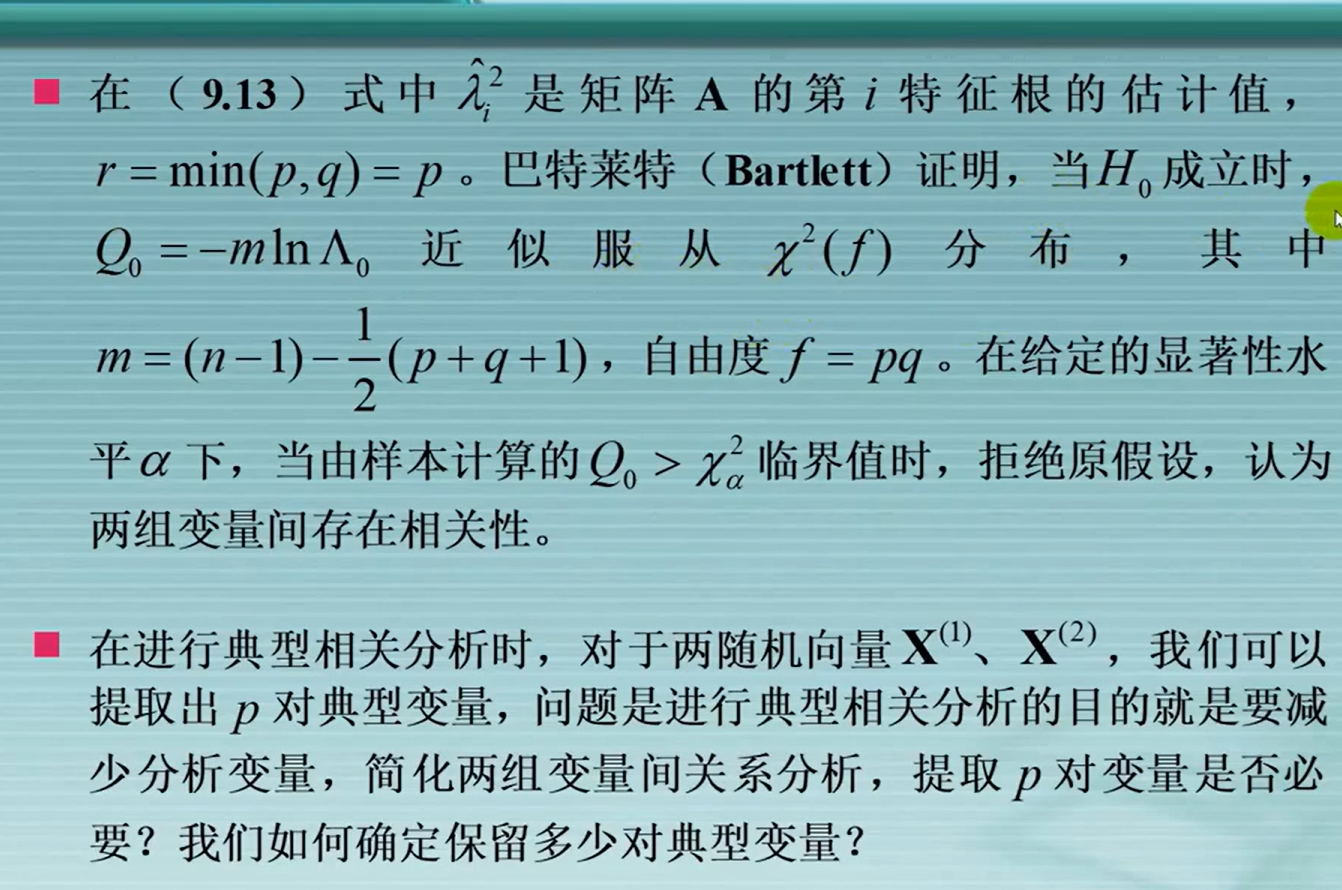 ■ 在（9.13）式中 $\hat{\lambda}_i^2$ 是矩阵 A 的第 i 特征根的估计值，
r = min(p,q) = p 。巴特莱特（Bartlett）证明，当 $H_0$ 成立时，
$Q_0 = -m \ln \Lambda_0$ 近似服从 $\chi^2(f)$ 分布，其中
$m = (n-1) - \frac{1}{2}(p+q+1)$，自由度 f = pq 。在给定的显著性水
平 α 下，当由样本计算的 $Q_0 > \chi_\alpha^2$ 临界值时，拒绝原假设，认为
两组变量间存在相关性。
■ 在进行典型相关分析时，对于两随机向量 $X^{(1)}$、$X^{(2)}$，我们可以
提取出 p 对典型变量，问题是进行典型相关分析的目的就是要减
少分析变量，简化两组变量间关系分析，提取 p 对变量是否必
要？我们如何确定保留多少对典型变量？